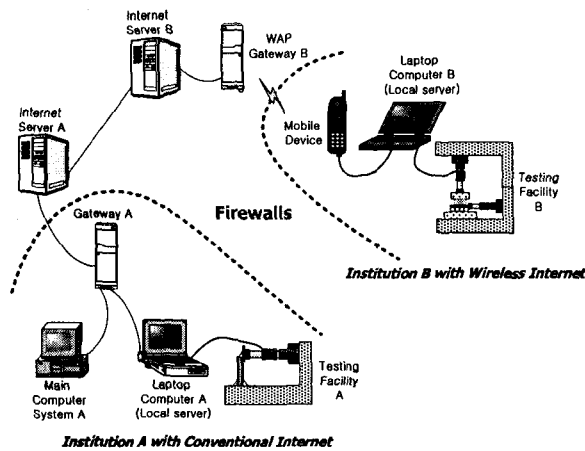 Internet
Server B
WAP
Gateway B
Laptop
Computer B
(Local server)
Internet
Server A
Mobile
Device
Testing
Facility
B
Firewalls
Gateway A
Institution B with Wireless Internet
Main
Computer
System A
Laptop
Computer A
(Local server)
Testing
Facility
A
Institution A with Conventional Internet